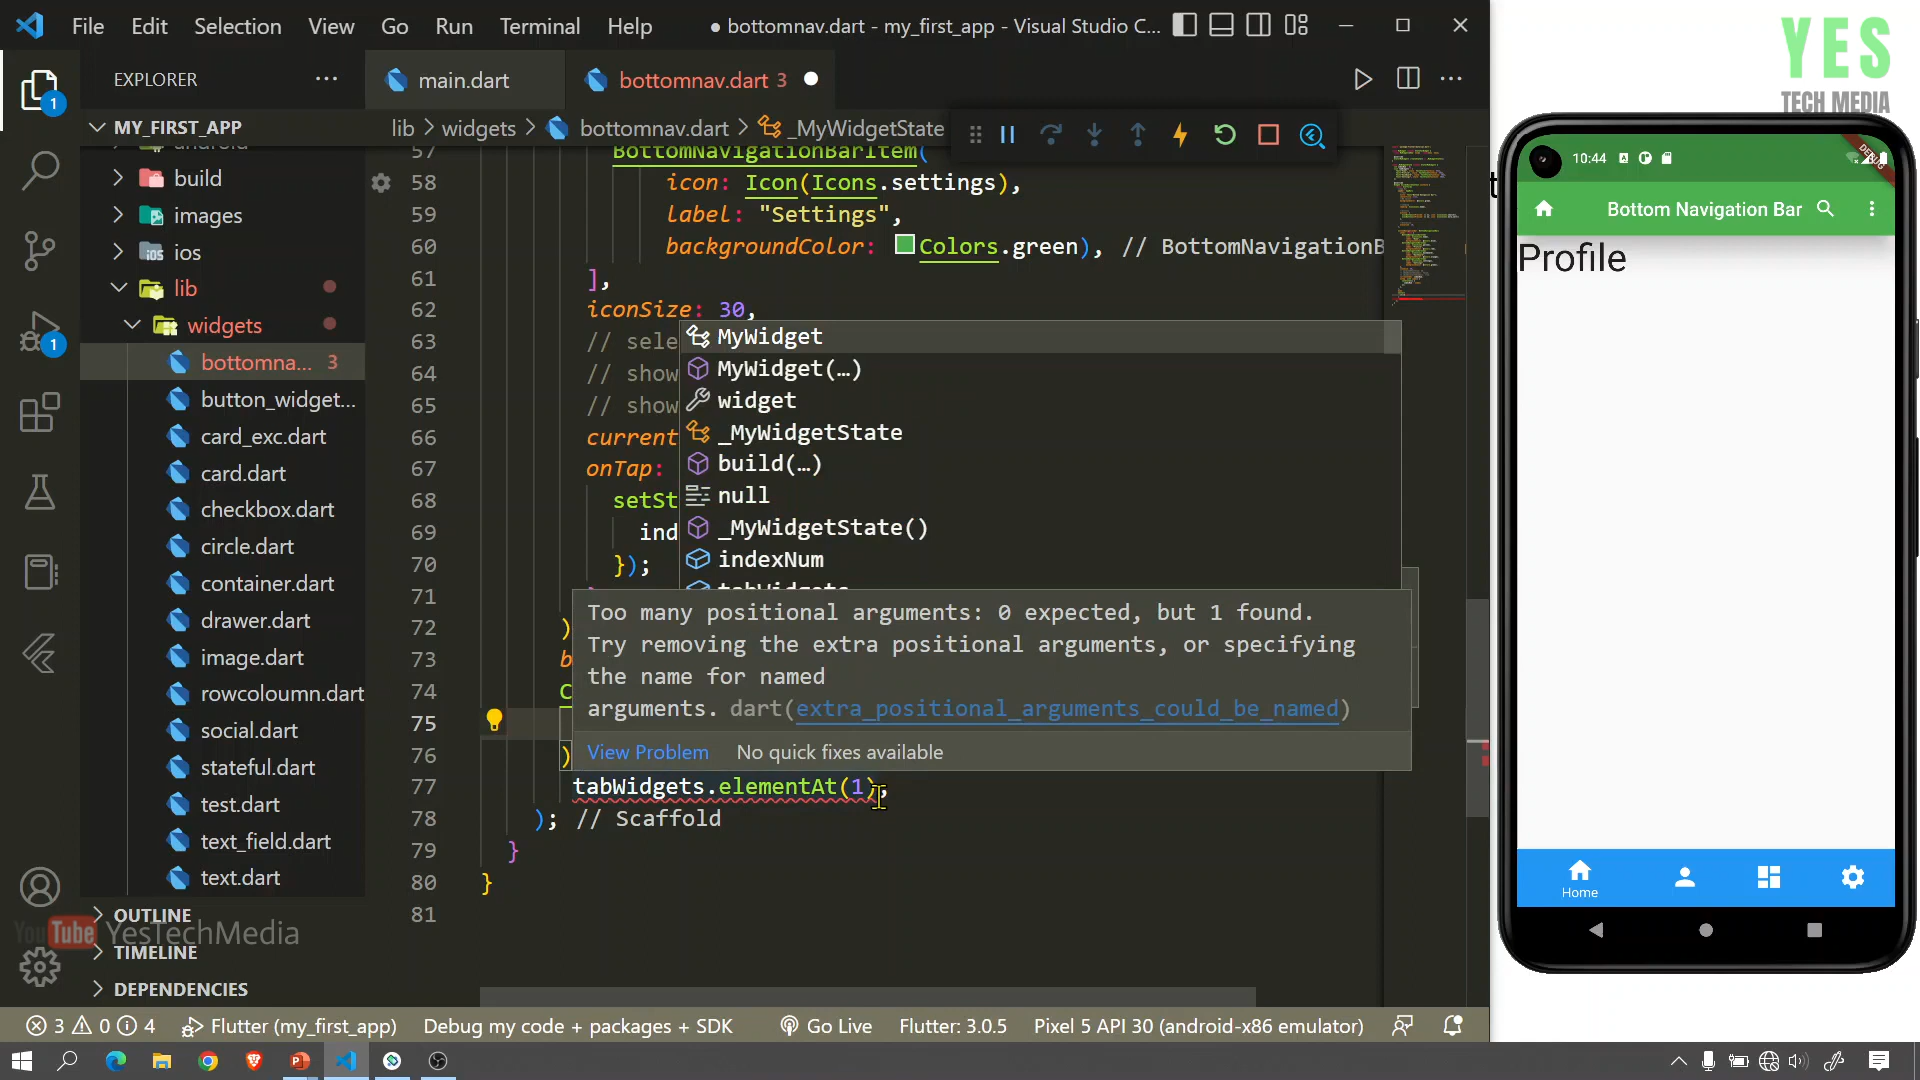 File Edit Selection View Go Run Terminal Help
● bottomnav.dart - my_first_app - Visual Studio C...
YES
TECH MEDIA
EXPLORER
main.dart
bottomnav.dart 3
MY_FIRST_APP
lib > widgets > bottomnav.dart > _MyWidgetState
android
build
images
ios
lib
widgets
bottomna... 3
button_widget...
card_exc.dart
card.dart
checkbox.dart
circle.dart
container.dart
drawer.dart
image.dart
rowcoloumn.dart
social.dart
stateful.dart
test.dart
text_field.dart
text.dart
OUTLINE
TIMELINE
DEPENDENCIES
YouTube YesTechMedia
1
1
57 BottomNavigationBarItem(
58 icon: Icon(Icons.settings),
59 label: "Settings",
60 backgroundColor: Colors.green), // BottomNavigationB
61 ],
62 iconSize: 30,
63 // sele
64 // show
65 // show
66 current
67 onTap:
68 setSt
69 ind
70 });
71
72 )
73 b
74 C
75
76 )
77 tabWidgets.elementAt(1),
78 ); // Scaffold
79 }
80 }
81
MyWidget
MyWidget(…)
widget
_MyWidgetState
build(…)
null
_MyWidgetState()
indexNum
tabWidgets
Too many positional arguments: 0 expected, but 1 found.
Try removing the extra positional arguments, or specifying
the name for named
arguments. dart(extra_positional_arguments_could_be_named)
View Problem No quick fixes available
10:44
DEBUG
Bottom Navigation Bar
Profile
Home
3 0 4 Flutter (my_first_app) Debug my code + packages + SDK Go Live Flutter: 3.0.5 Pixel 5 API 30 (android-x86 emulator)